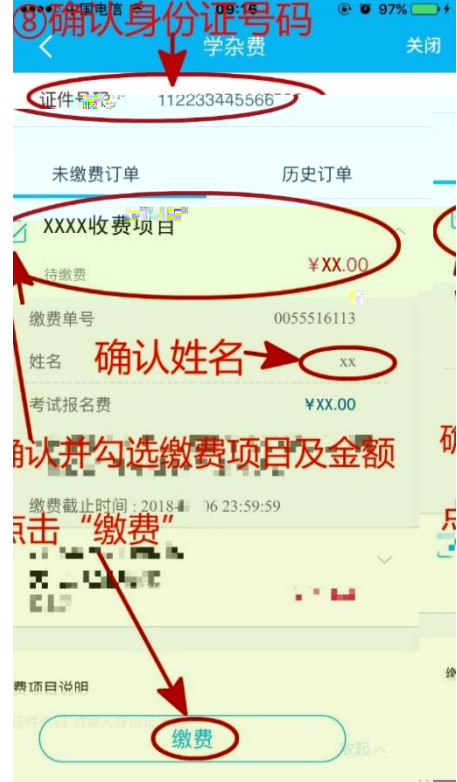 中国电信 09:16 97%
⑧确认身份证号码
学杂费 关闭
证件号码 112233445566
未缴费订单 历史订单
XXXX收费项目
待缴费 ¥XX.00
缴费单号 0055516113
姓名 确认姓名 xx
考试报名费 ¥XX.00
确认并勾选缴费项目及金额
缴费截止时间：2018- 06 23:59:59
点击“缴费”
费项目说明
缴费
收起